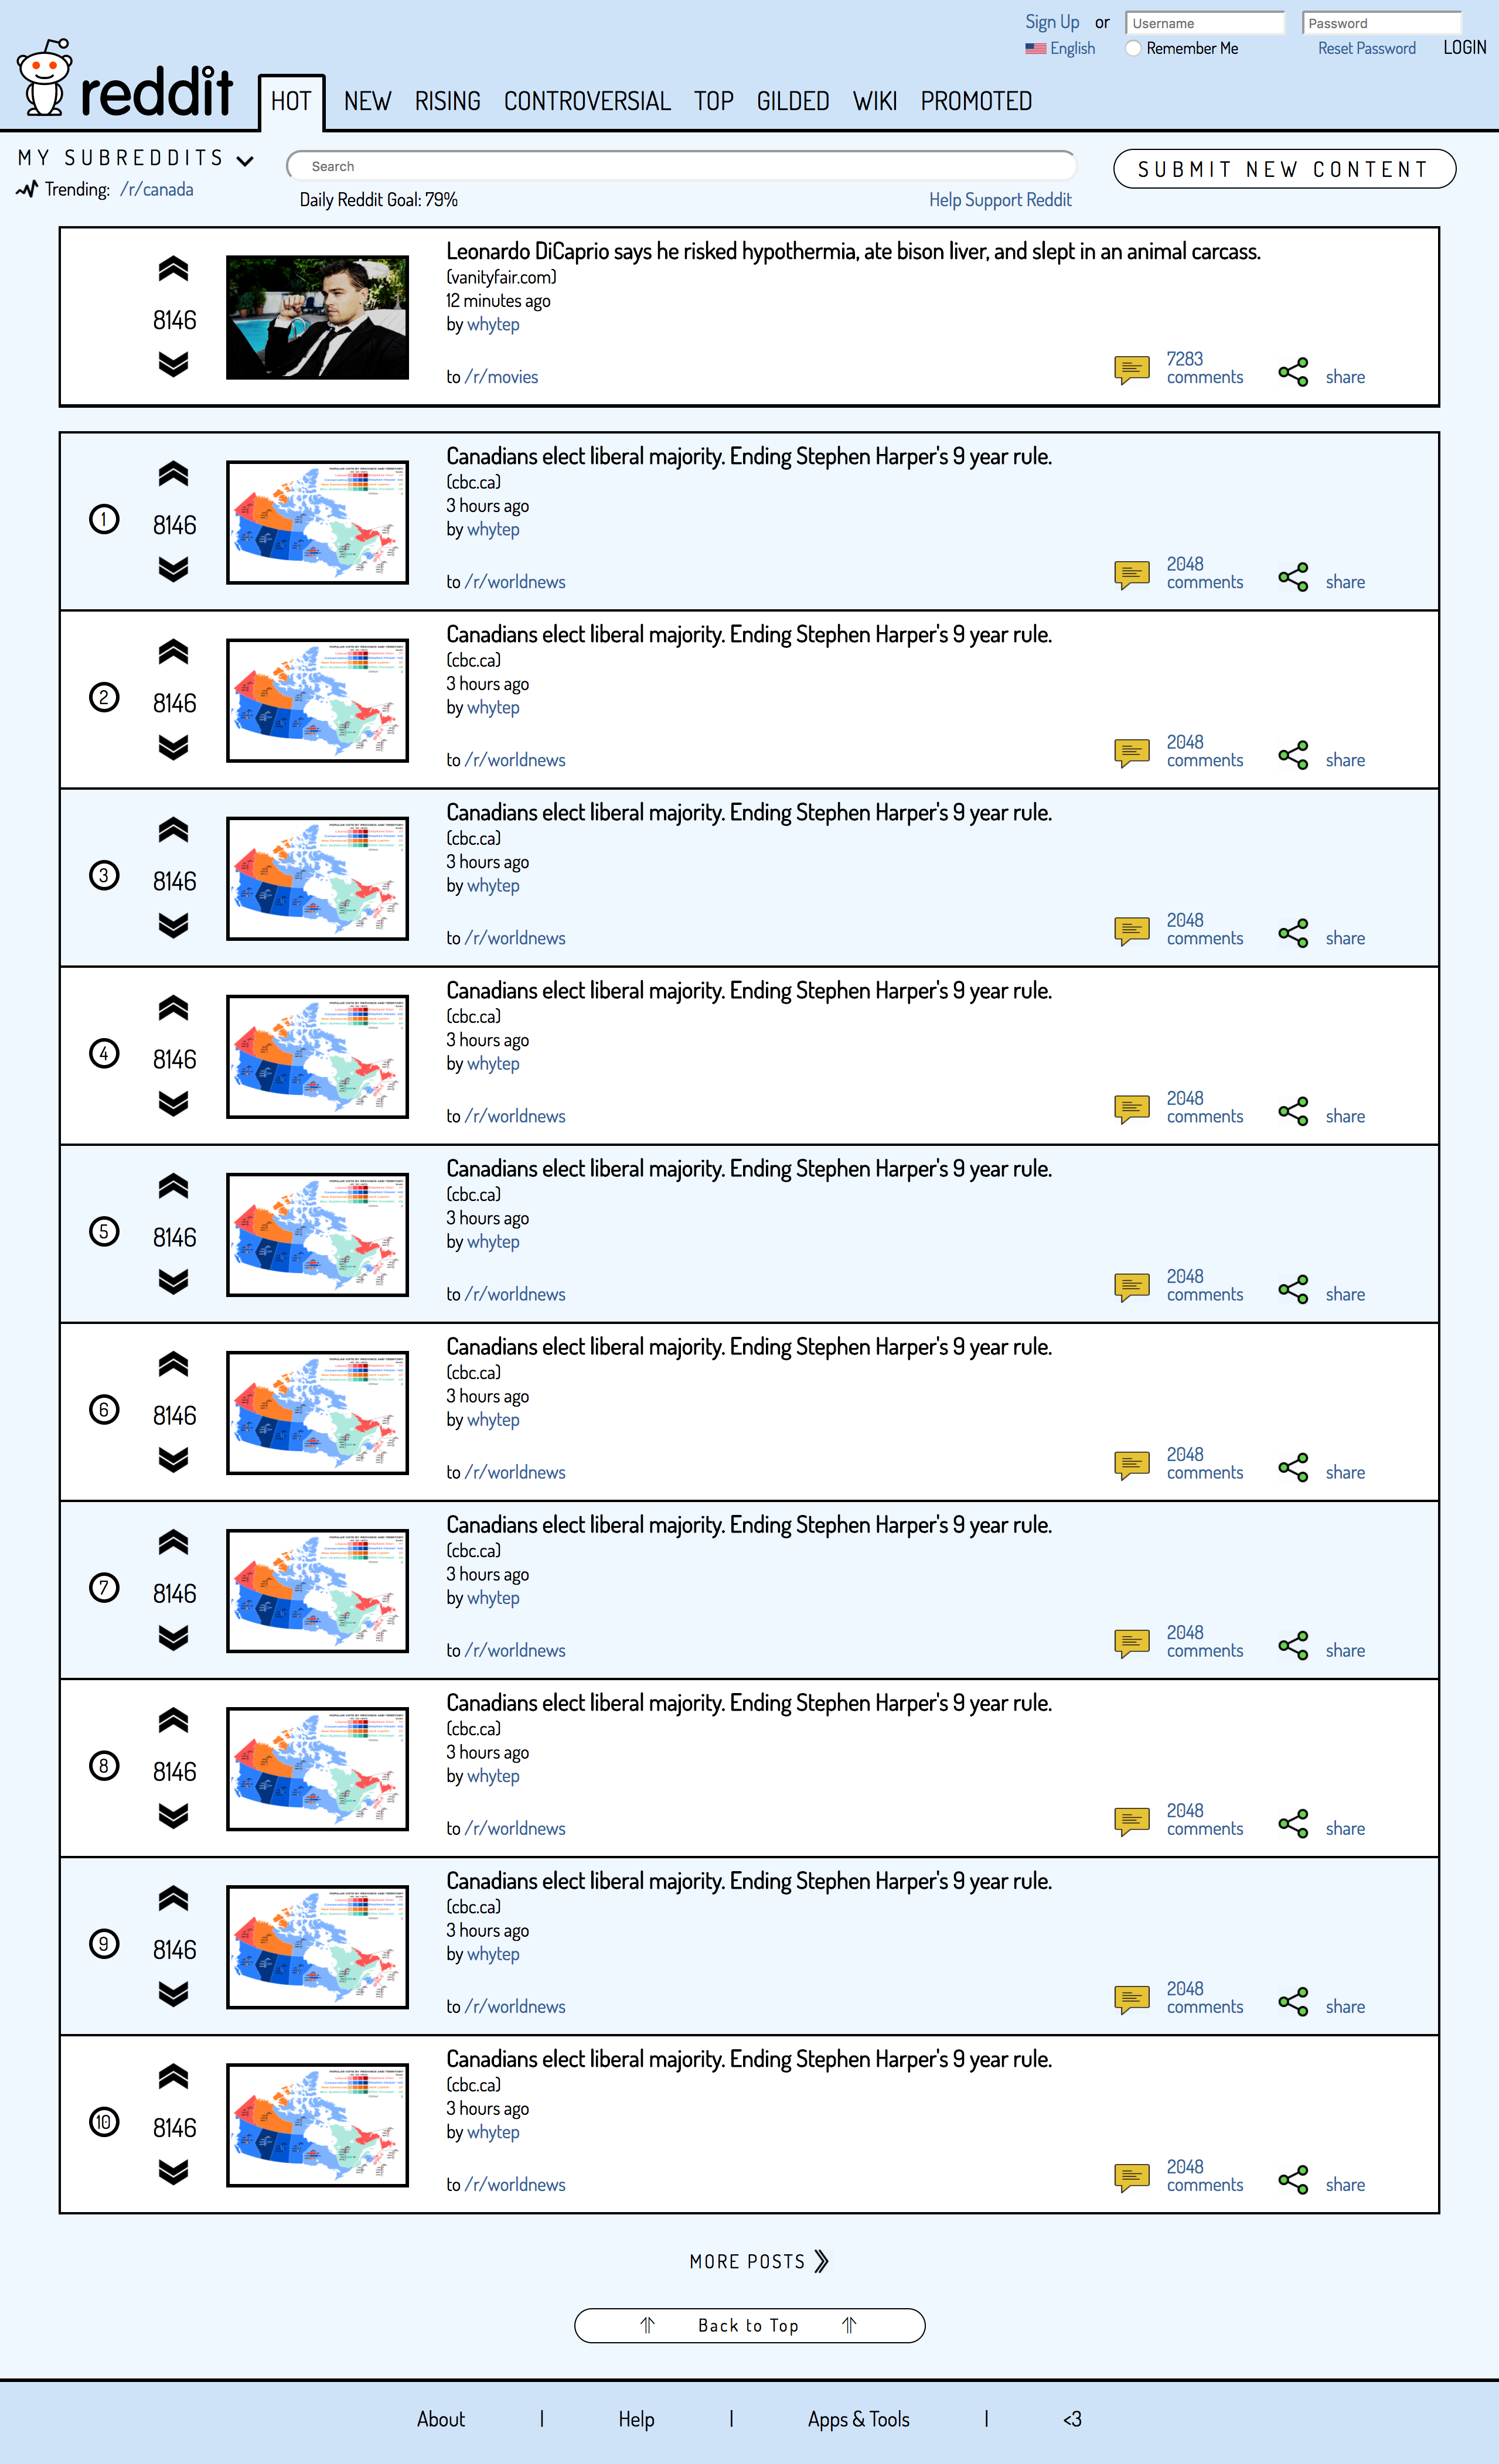 Sign Up or Username Password
English Remember Me Reset Password LOGIN
reddit
HOT NEW RISING CONTROVERSIAL TOP GILDED WIKI PROMOTED
MY SUBREDDITS
Search
SUBMIT NEW CONTENT
Trending: /r/canada
Daily Reddit Goal: 79%
Help Support Reddit
8146
Leonardo DiCaprio says he risked hypothermia, ate bison liver, and slept in an animal carcass.
(vanityfair.com)
12 minutes ago
by whytep
to /r/movies
7283
comments
share
1
8146
Canadians elect liberal majority. Ending Stephen Harper's 9 year rule.
(cbc.ca)
3 hours ago
by whytep
to /r/worldnews
2048
comments
share
2
8146
Canadians elect liberal majority. Ending Stephen Harper's 9 year rule.
(cbc.ca)
3 hours ago
by whytep
to /r/worldnews
2048
comments
share
3
8146
Canadians elect liberal majority. Ending Stephen Harper's 9 year rule.
(cbc.ca)
3 hours ago
by whytep
to /r/worldnews
2048
comments
share
4
8146
Canadians elect liberal majority. Ending Stephen Harper's 9 year rule.
(cbc.ca)
3 hours ago
by whytep
to /r/worldnews
2048
comments
share
5
8146
Canadians elect liberal majority. Ending Stephen Harper's 9 year rule.
(cbc.ca)
3 hours ago
by whytep
to /r/worldnews
2048
comments
share
6
8146
Canadians elect liberal majority. Ending Stephen Harper's 9 year rule.
(cbc.ca)
3 hours ago
by whytep
to /r/worldnews
2048
comments
share
7
8146
Canadians elect liberal majority. Ending Stephen Harper's 9 year rule.
(cbc.ca)
3 hours ago
by whytep
to /r/worldnews
2048
comments
share
8
8146
Canadians elect liberal majority. Ending Stephen Harper's 9 year rule.
(cbc.ca)
3 hours ago
by whytep
to /r/worldnews
2048
comments
share
9
8146
Canadians elect liberal majority. Ending Stephen Harper's 9 year rule.
(cbc.ca)
3 hours ago
by whytep
to /r/worldnews
2048
comments
share
10
8146
Canadians elect liberal majority. Ending Stephen Harper's 9 year rule.
(cbc.ca)
3 hours ago
by whytep
to /r/worldnews
2048
comments
share
MORE POSTS
Back to Top
About | Help | Apps & Tools | <3